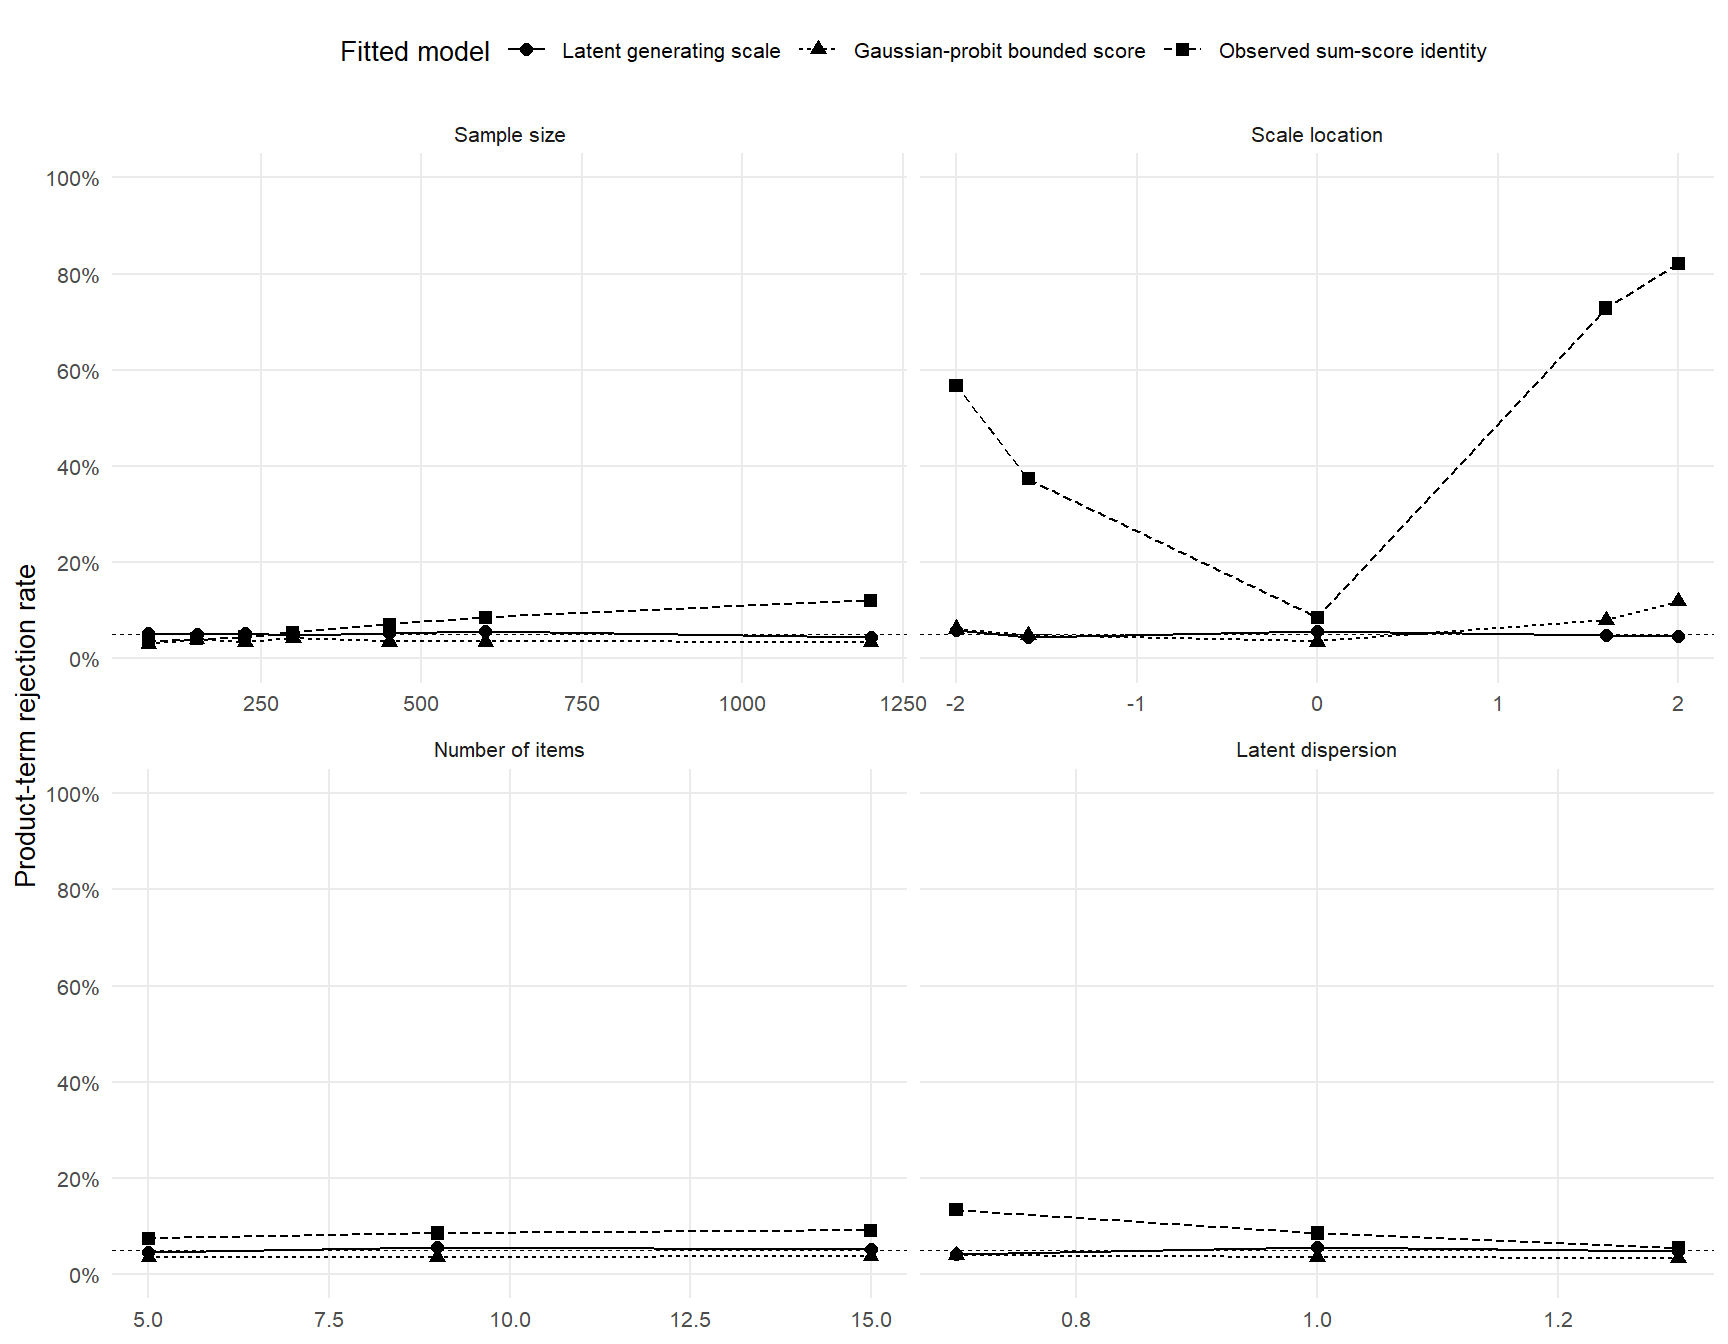 Fitted model Latent generating scale Gaussian-probit bounded score Observed sum-score identity
Sample size Scale location
100%
80%
60%
40%
20%
0%
250 500 750 1000 1250 -2 -1 0 1 2
Product-term rejection rate
Number of items Latent dispersion
100%
80%
60%
40%
20%
0%
5.0 7.5 10.0 12.5 15.0 0.8 1.0 1.2